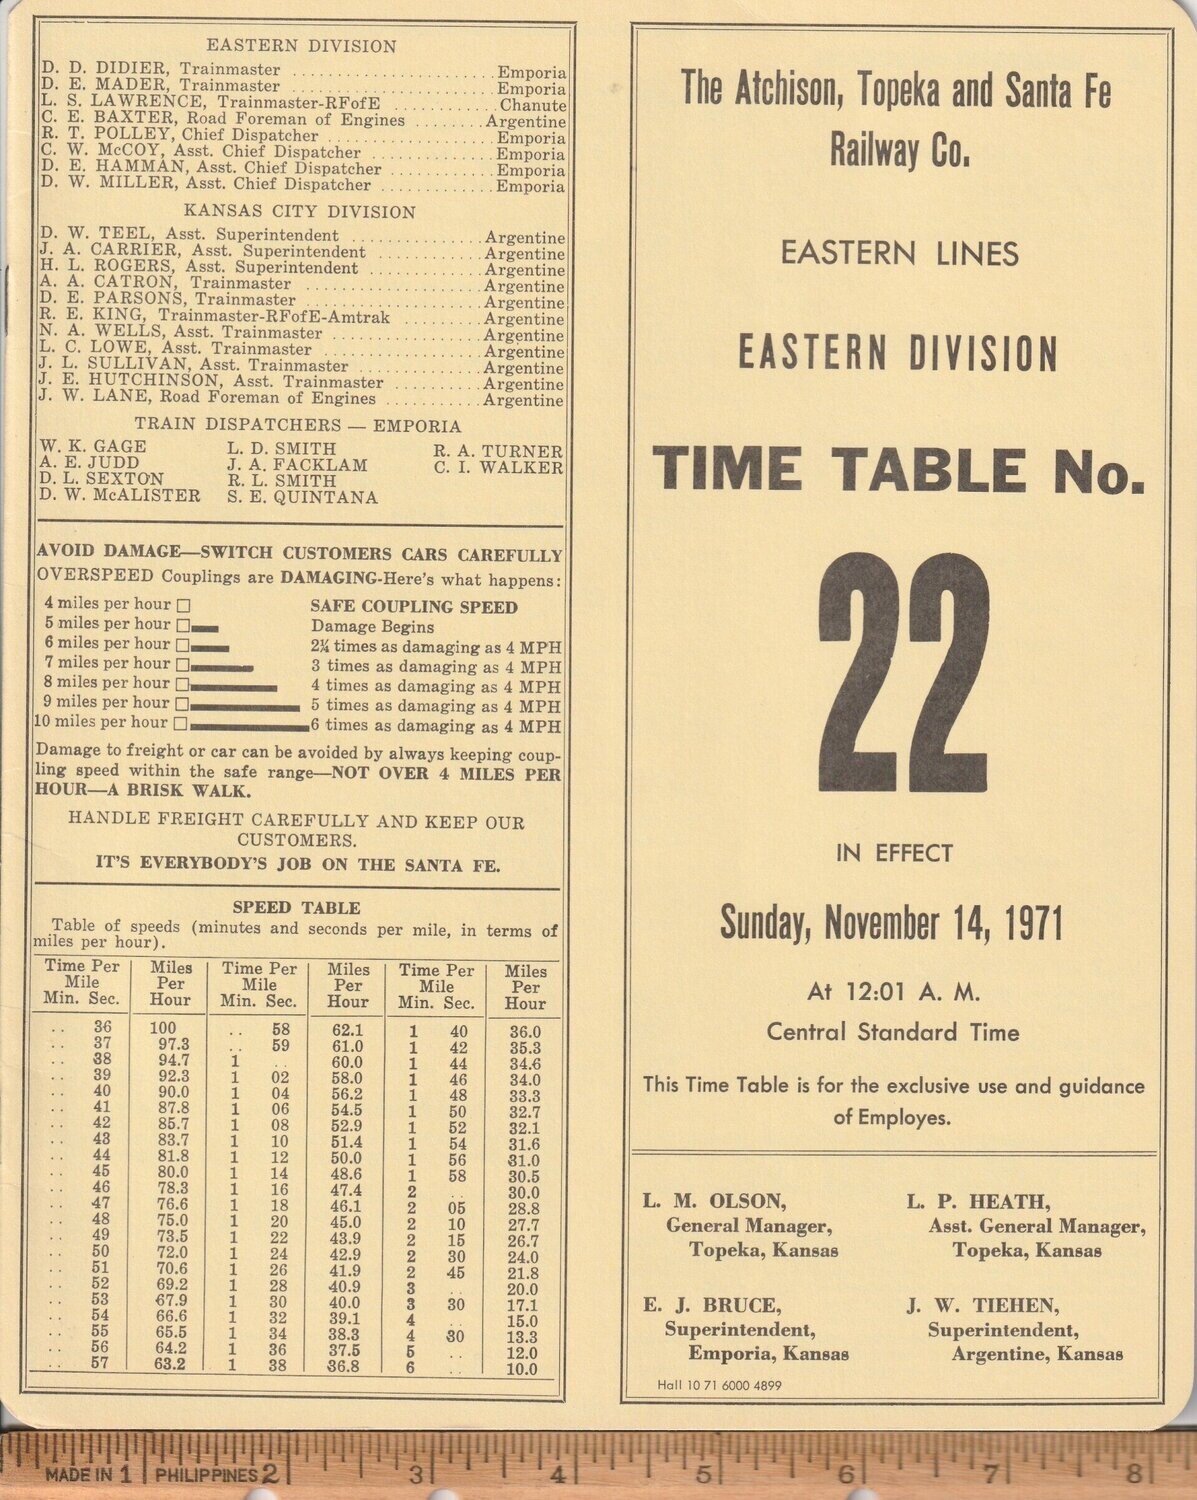 EASTERN DIVISION
D. D. DIDIER, Trainmaster ........................ Emporia
D. E. MADER, Trainmaster ........................ Emporia
L. S. LAWRENCE, Trainmaster-RFofE ............ Chanute
C. E. BAXTER, Road Foreman of Engines ........ Argentine
R. T. POLLEY, Chief Dispatcher .................. Emporia
C. W. McCOY, Asst. Chief Dispatcher ............ Emporia
D. E. HAMMAN, Asst. Chief Dispatcher ........... Emporia
D. W. MILLER, Asst. Chief Dispatcher ............ Emporia
KANSAS CITY DIVISION
D. W. TEEL, Asst. Superintendent ............... Argentine
J. A. CARRIER, Asst. Superintendent ............ Argentine
H. L. ROGERS, Asst. Superintendent ............ Argentine
A. A. CATRON, Trainmaster ..................... Argentine
D. E. PARSONS, Trainmaster .................... Argentine
R. E. KING, Trainmaster-RFofE-Amtrak ......... Argentine
N. A. WELLS, Asst. Trainmaster ................ Argentine
L. C. LOWE, Asst. Trainmaster ................. Argentine
J. L. SULLIVAN, Asst. Trainmaster .............. Argentine
J. E. HUTCHINSON, Asst. Trainmaster .......... Argentine
J. W. LANE, Road Foreman of Engines ........... Argentine
TRAIN DISPATCHERS — EMPORIA
W. K. GAGE L. D. SMITH R. A. TURNER
A. E. JUDD J. A. FACKLAM C. I. WALKER
D. L. SEXTON R. L. SMITH
D. W. McALISTER S. E. QUINTANA
AVOID DAMAGE—SWITCH CUSTOMERS CARS CAREFULLY
OVERSPEED Couplings are DAMAGING-Here's what happens:
4 miles per hour □ SAFE COUPLING SPEED
5 miles per hour □ Damage Begins
6 miles per hour □ 2¼ times as damaging as 4 MPH
7 miles per hour □ 3 times as damaging as 4 MPH
8 miles per hour □ 4 times as damaging as 4 MPH
9 miles per hour □ 5 times as damaging as 4 MPH
10 miles per hour □ 6 times as damaging as 4 MPH
Damage to freight or car can be avoided by always keeping coup-
ling speed within the safe range—NOT OVER 4 MILES PER
HOUR—A BRISK WALK.
HANDLE FREIGHT CAREFULLY AND KEEP OUR
CUSTOMERS.
IT'S EVERYBODY'S JOB ON THE SANTA FE.
SPEED TABLE
Table of speeds (minutes and seconds per mile, in terms of
miles per hour).
Time Per Miles Time Per Miles Time Per Miles
Mile Per Mile Per Mile Per
Min. Sec. Hour Min. Sec. Hour Min. Sec. Hour
.. 36 100 .. 58 62.1 1 40 36.0
.. 37 97.3 .. 59 61.0 1 42 35.3
.. 38 94.7 1 .. 60.0 1 44 34.6
.. 39 92.3 1 02 58.0 1 46 34.0
.. 40 90.0 1 04 56.2 1 48 33.3
.. 41 87.8 1 06 54.5 1 50 32.7
.. 42 85.7 1 08 52.9 1 52 32.1
.. 43 83.7 1 10 51.4 1 54 31.6
.. 44 81.8 1 12 50.0 1 56 31.0
.. 45 80.0 1 14 48.6 1 58 30.5
.. 46 78.3 1 16 47.4 2 .. 30.0
.. 47 76.6 1 18 46.1 2 05 28.8
.. 48 75.0 1 20 45.0 2 10 27.7
.. 49 73.5 1 22 43.9 2 15 26.7
.. 50 72.0 1 24 42.9 2 30 24.0
.. 51 70.6 1 26 41.9 2 45 21.8
.. 52 69.2 1 28 40.9 3 .. 20.0
.. 53 67.9 1 30 40.0 3 30 17.1
.. 54 66.6 1 32 39.1 4 .. 15.0
.. 55 65.5 1 34 38.3 4 30 13.3
.. 56 64.2 1 36 37.5 5 .. 12.0
.. 57 63.2 1 38 36.8 6 .. 10.0
The Atchison, Topeka and Santa Fe
Railway Co.
EASTERN LINES
EASTERN DIVISION
TIME TABLE No.
22
IN EFFECT
Sunday, November 14, 1971
At 12:01 A. M.
Central Standard Time
This Time Table is for the exclusive use and guidance
of Employes.
L. M. OLSON,
General Manager,
Topeka, Kansas
L. P. HEATH,
Asst. General Manager,
Topeka, Kansas
E. J. BRUCE,
Superintendent,
Emporia, Kansas
J. W. TIEHEN,
Superintendent,
Argentine, Kansas
Hall 10 71 6000 4899
MADE IN 1 PHILIPPINES 2 3 4 5 6 7 8